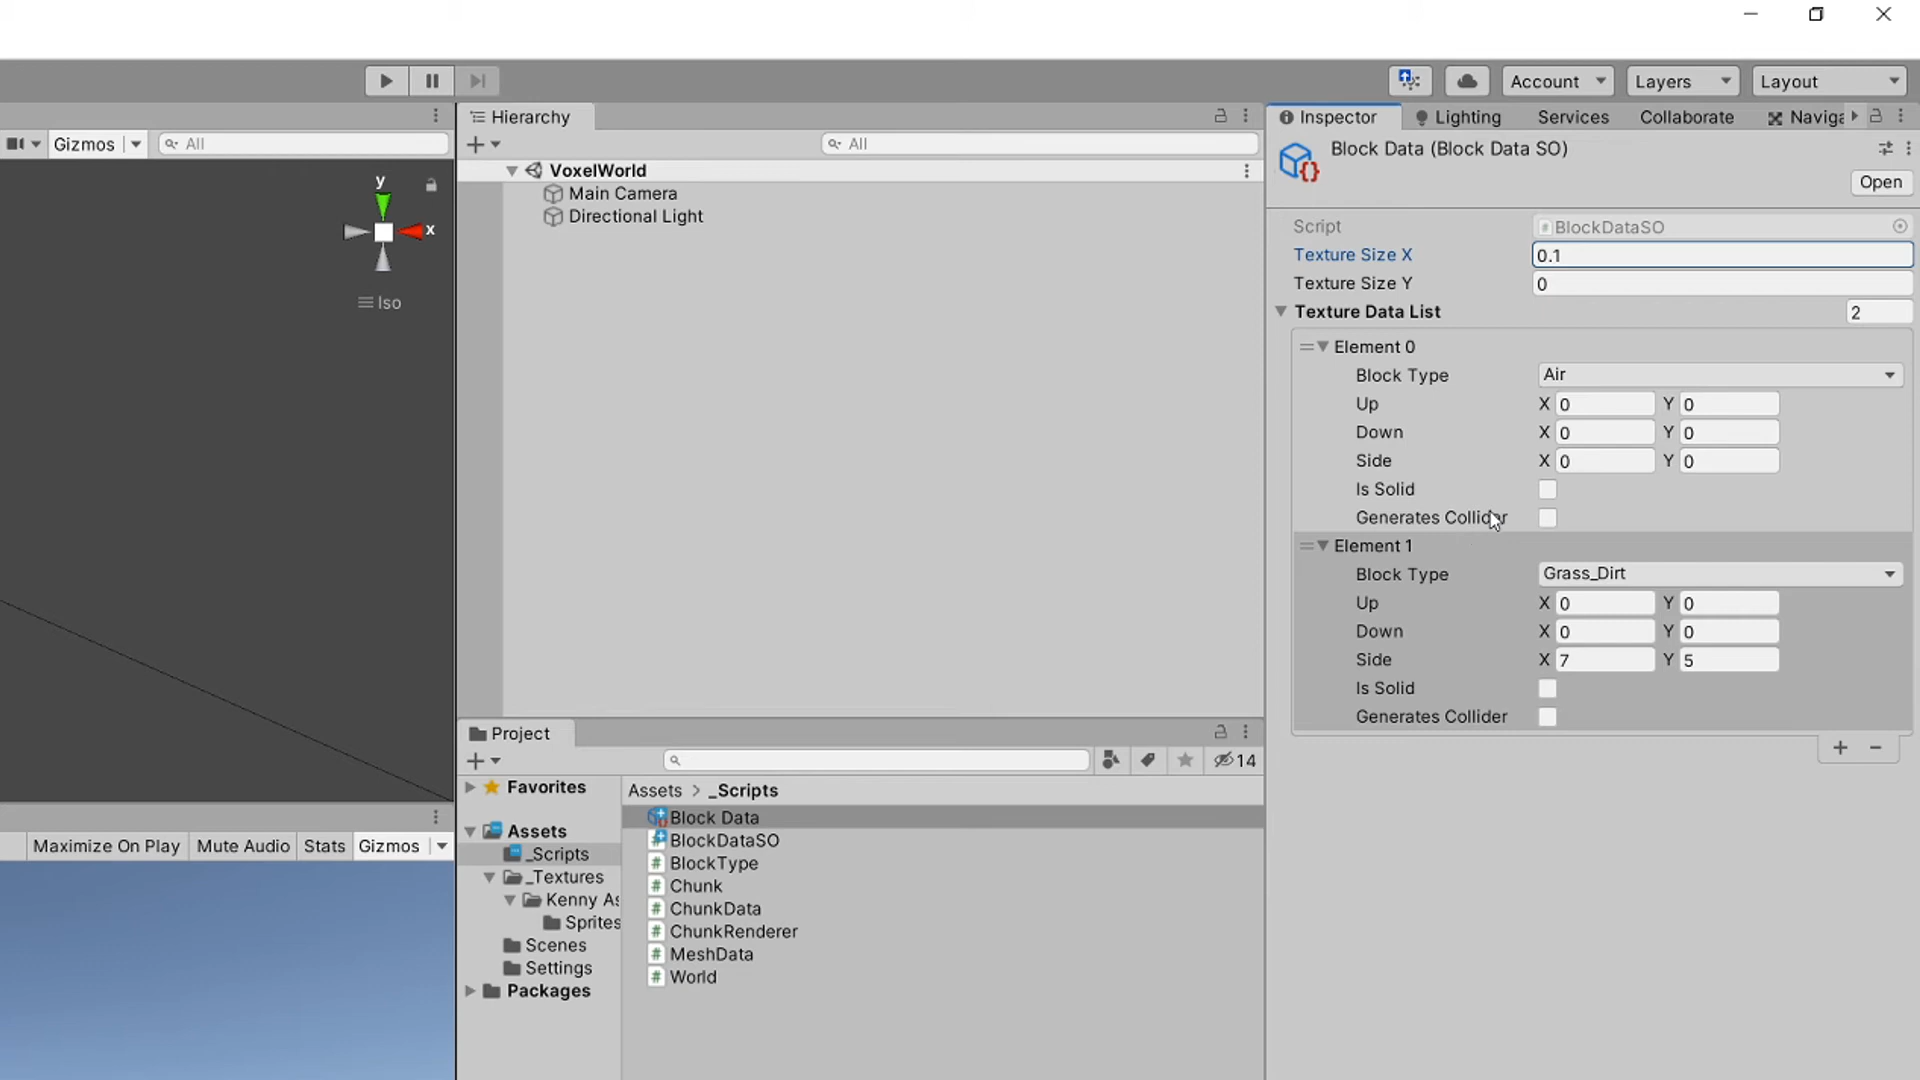 Account
Layers
Layout
Hierarchy
Inspector
Lighting
Services
Collaborate
Naviga
Gizmos
All
All
Block Data (Block Data SO)
Open
VoxelWorld
Main Camera
Directional Light
y
x
Iso
Script
BlockDataSO
Texture Size X
0.1
Texture Size Y
0
Texture Data List
2
Element 0
Block Type
Air
Up
X 0 Y 0
Down
X 0 Y 0
Side
X 0 Y 0
Is Solid
Generates Collider
Element 1
Block Type
Grass_Dirt
Up
X 0 Y 0
Down
X 0 Y 0
Side
X 7 Y 5
Is Solid
Generates Collider
Project
14
Favorites
Assets
_Scripts
_Textures
Kenny As
Sprites
Scenes
Settings
Packages
Assets > _Scripts
Block Data
BlockDataSO
BlockType
Chunk
ChunkData
ChunkRenderer
MeshData
World
Maximize On Play
Mute Audio
Stats
Gizmos